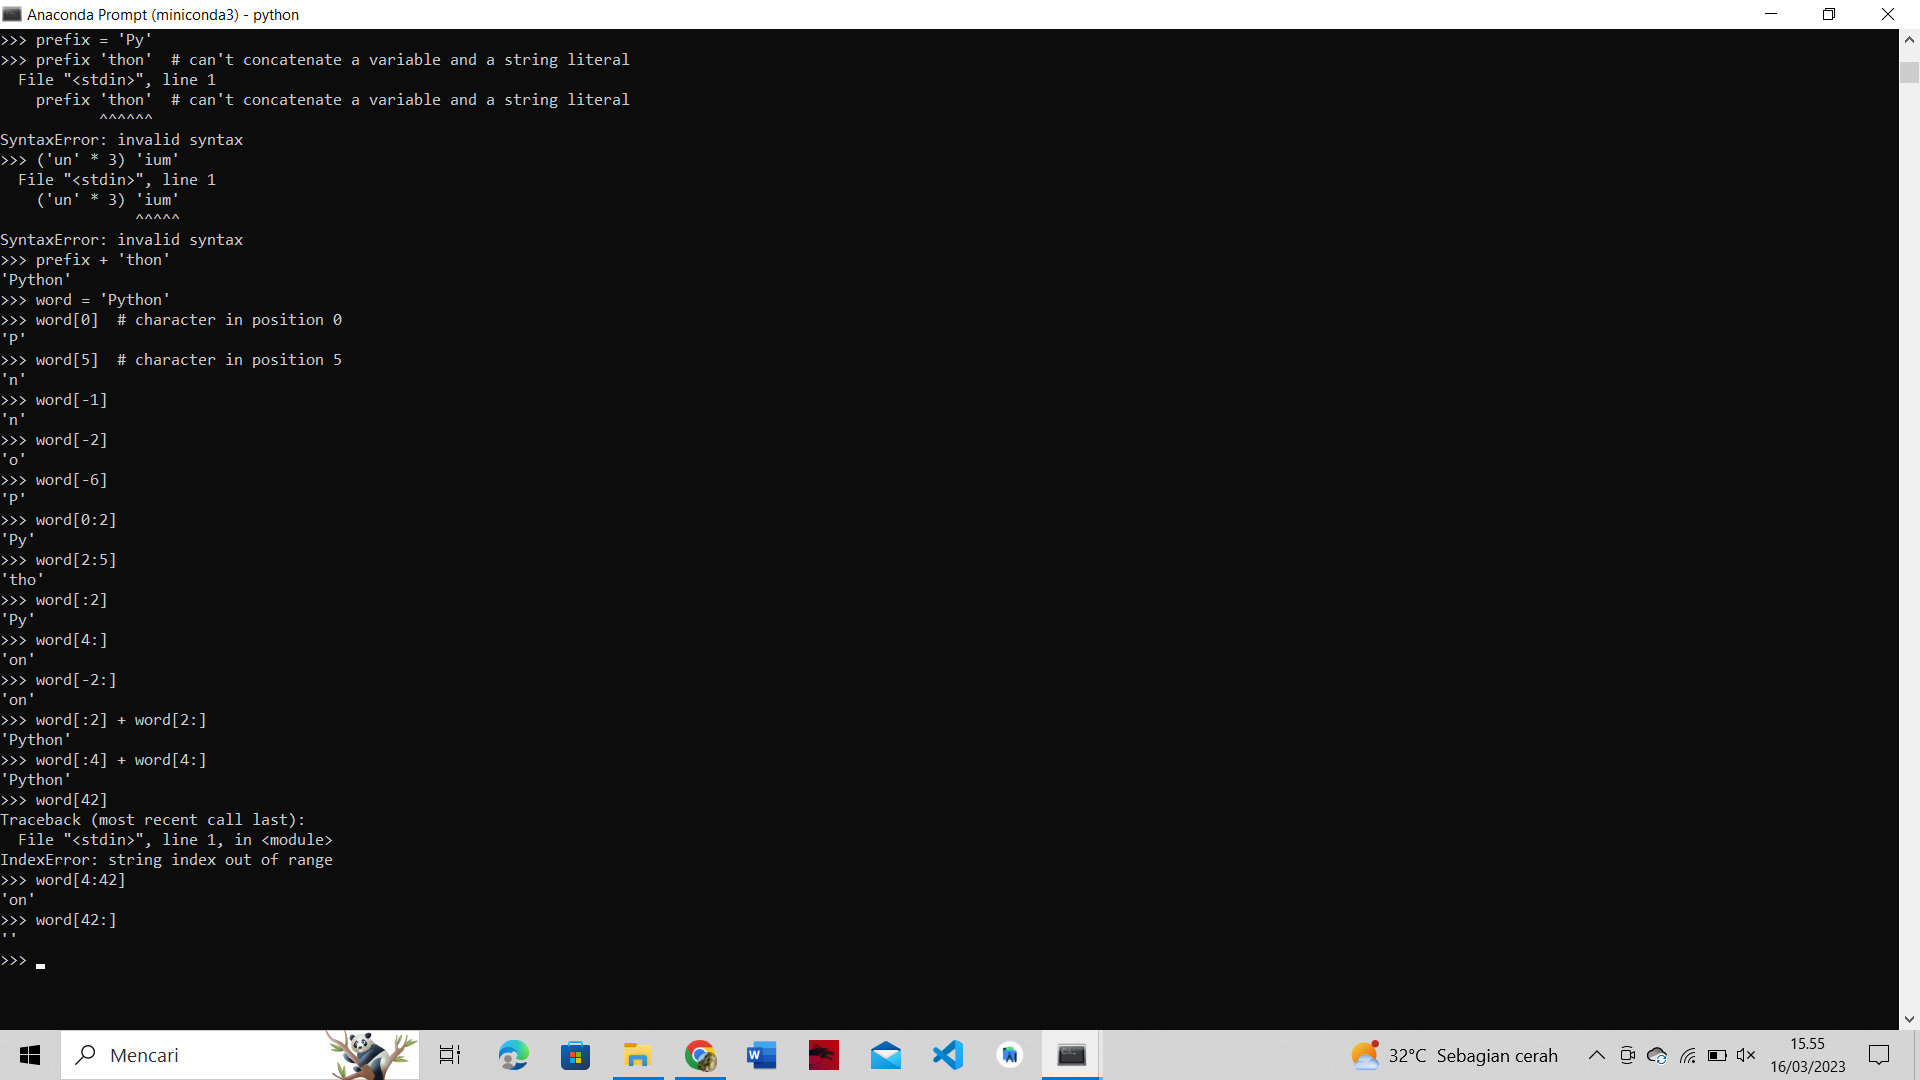 Anaconda Prompt (miniconda3) - python
>>> prefix = 'Py'
>>> prefix 'thon'  # can't concatenate a variable and a string literal
  File "<stdin>", line 1
    prefix 'thon'  # can't concatenate a variable and a string literal
           ^^^^^^
SyntaxError: invalid syntax
>>> ('un' * 3) 'ium'
  File "<stdin>", line 1
    ('un' * 3) 'ium'
               ^^^^^
SyntaxError: invalid syntax
>>> prefix + 'thon'
'Python'
>>> word = 'Python'
>>> word[0]  # character in position 0
'P'
>>> word[5]  # character in position 5
'n'
>>> word[-1]
'n'
>>> word[-2]
'o'
>>> word[-6]
'P'
>>> word[0:2]
'Py'
>>> word[2:5]
'tho'
>>> word[:2]
'Py'
>>> word[4:]
'on'
>>> word[-2:]
'on'
>>> word[:2] + word[2:]
'Python'
>>> word[:4] + word[4:]
'Python'
>>> word[42]
Traceback (most recent call last):
  File "<stdin>", line 1, in <module>
IndexError: string index out of range
>>> word[4:42]
'on'
>>> word[42:]
''
>>>
Mencari
32°C Sebagian cerah
15.55
16/03/2023